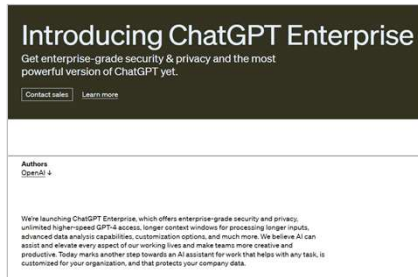 Introducing ChatGPT Enterprise
Get enterprise-grade security & privacy and the most
powerful version of ChatGPT yet.
Contact sales Learn more
Authors
OpenAI ↓
We're launching ChatGPT Enterprise, which offers enterprise-grade security and privacy,
unlimited higher-speed GPT-4 access, longer context windows for processing longer inputs,
advanced data analysis capabilities, customization options, and much more. We believe AI can
assist and elevate every aspect of our working lives and make teams more creative and
productive. Today marks another step towards an AI assistant for work that helps with any task, is
customized for your organization, and that protects your company data.